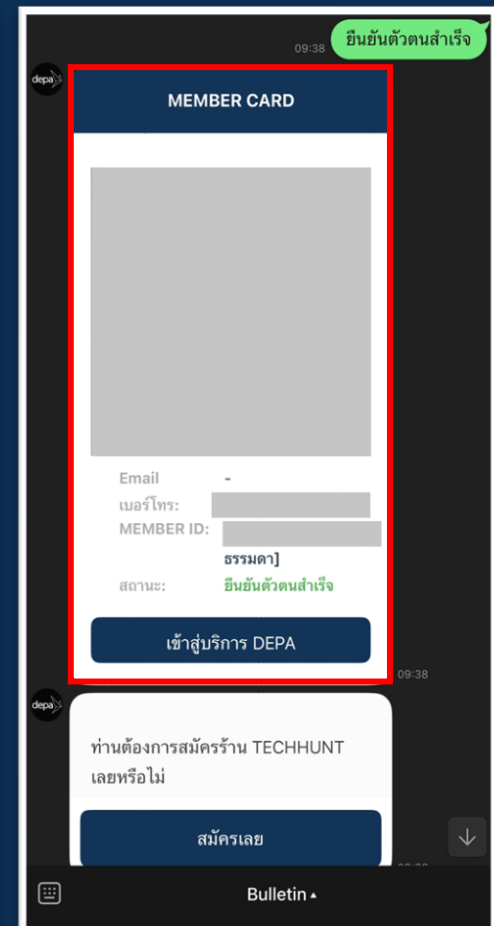 ยืนยันตัวตนสำเร็จ
09:38
depa
MEMBER CARD
Email -
เบอร์โทร:
MEMBER ID:
ธรรมดา]
สถานะ: ยืนยันตัวตนสำเร็จ
เข้าสู่บริการ DEPA
09:38
depa
ท่านต้องการสมัครร้าน TECHHUNT
เลยหรือไม่
สมัครเลย
Bulletin